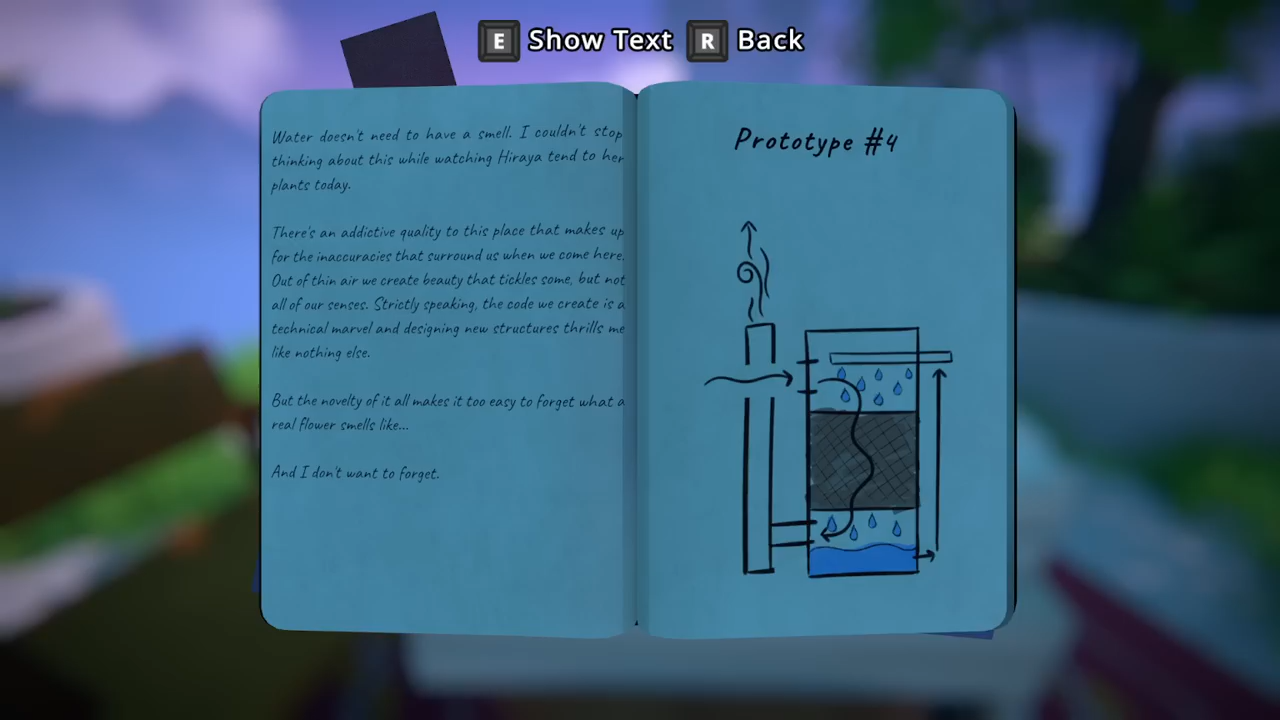 E Show Text R Back
Water doesn't need to have a smell. I couldn't stop
thinking about this while watching Hiraya tend to her
plants today.
There's an addictive quality to this place that makes up
for the inaccuracies that surround us when we come here.
Out of thin air we create beauty that tickles some, but not
all of our senses. Strictly speaking, the code we create is a
technical marvel and designing new structures thrills me
like nothing else.
But the novelty of it all makes it too easy to forget what a
real flower smells like...
And I don't want to forget.
Prototype #4